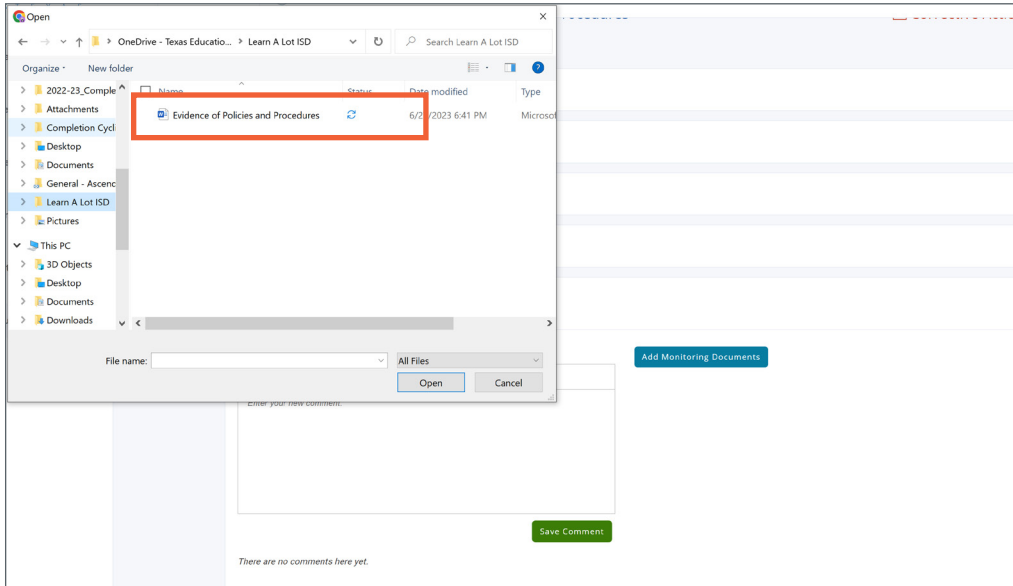 Open
OneDrive - Texas Educatio... > Learn A Lot ISD
Search Learn A Lot ISD
Organize
New folder
Name
Status
Date modified
Type
2022-23_Comple
Attachments
Completion Cycl
Desktop
Documents
General - Ascenc
Learn A Lot ISD
Pictures
This PC
3D Objects
Desktop
Documents
Downloads
Evidence of Policies and Procedures
2023 6:41 PM
Microsof
File name:
All Files
Open
Cancel
Add Monitoring Documents
Enter your new comment.
Save Comment
There are no comments here yet.